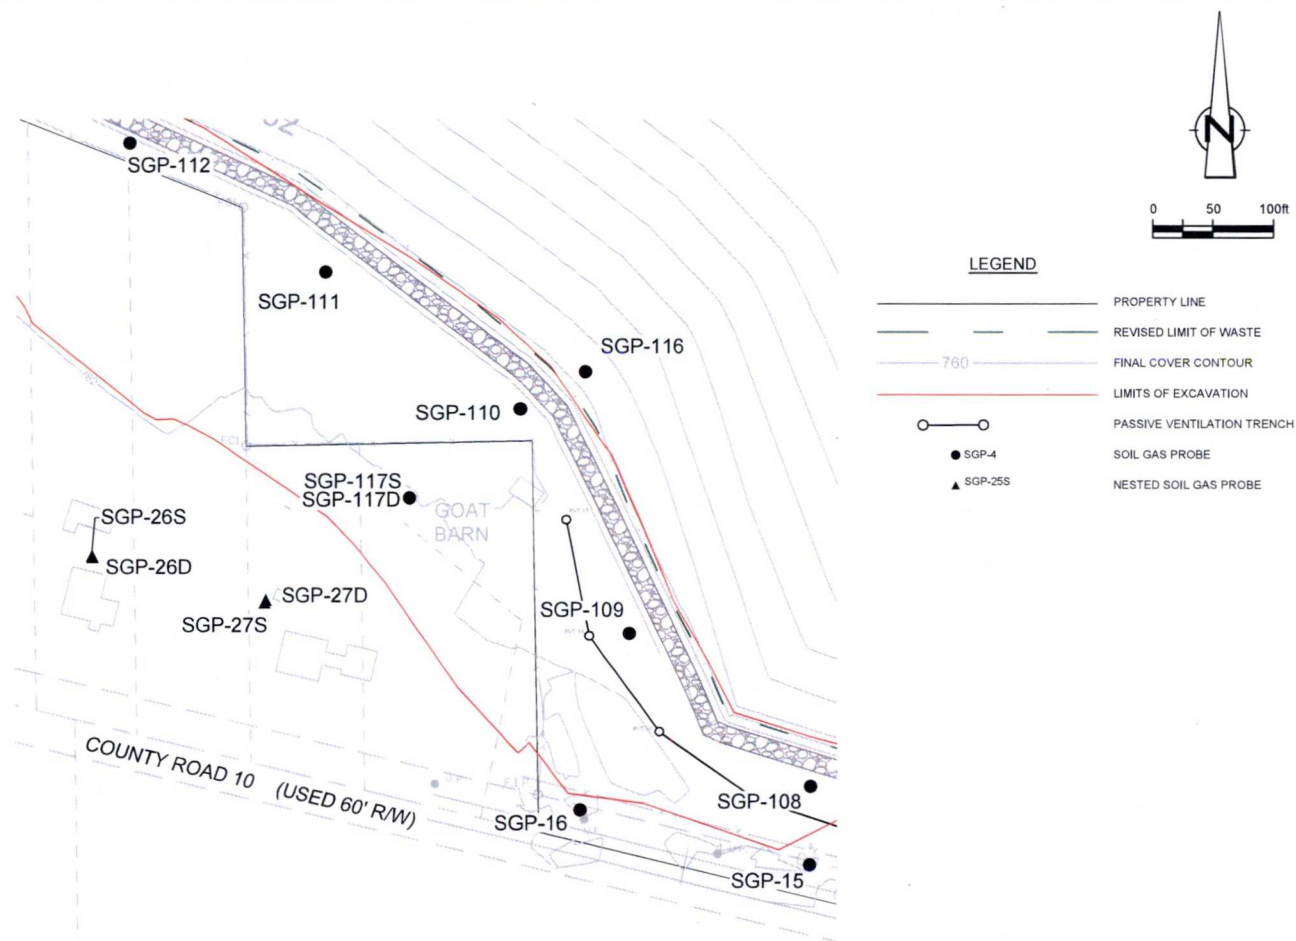 N
0 50 100ft
LEGEND
PROPERTY LINE
REVISED LIMIT OF WASTE
760 FINAL COVER CONTOUR
LIMITS OF EXCAVATION
PASSIVE VENTILATION TRENCH
SGP-4 SOIL GAS PROBE
SGP-25S NESTED SOIL GAS PROBE
SGP-112
SGP-111
SGP-116
SGP-110
762
SGP-117S
SGP-117D
GOAT
BARN
SGP-26S
SGP-26D
SGP-27D
SGP-27S
SGP-109
COUNTY ROAD 10 (USED 60' R/W)
SGP-108
SGP-16
SGP-15